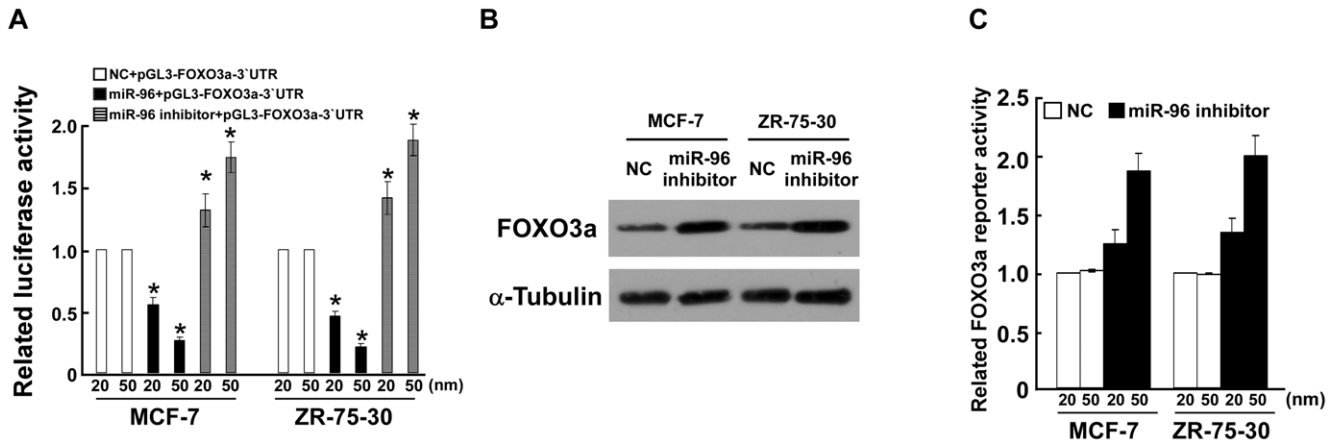 A
NC+pGL3-FOXO3a-3`UTR
miR-96+pGL3-FOXO3a-3`UTR
miR-96 inhibitor+pGL3-FOXO3a-3`UTR
Related luciferase activity
2.0
1.5
1.0
0.5
0
* * * * * * * *
20 50 20 50 20 50 20 50 20 50 20 50 (nm)
MCF-7 ZR-75-30
B
MCF-7 ZR-75-30
NC miR-96 inhibitor NC miR-96 inhibitor
FOXO3a
α-Tubulin
C
NC miR-96 inhibitor
Related FOXO3a reporter activity
2.5
2.0
1.5
1.0
0.5
0
20 50 20 50 20 50 20 50 (nm)
MCF-7 ZR-75-30